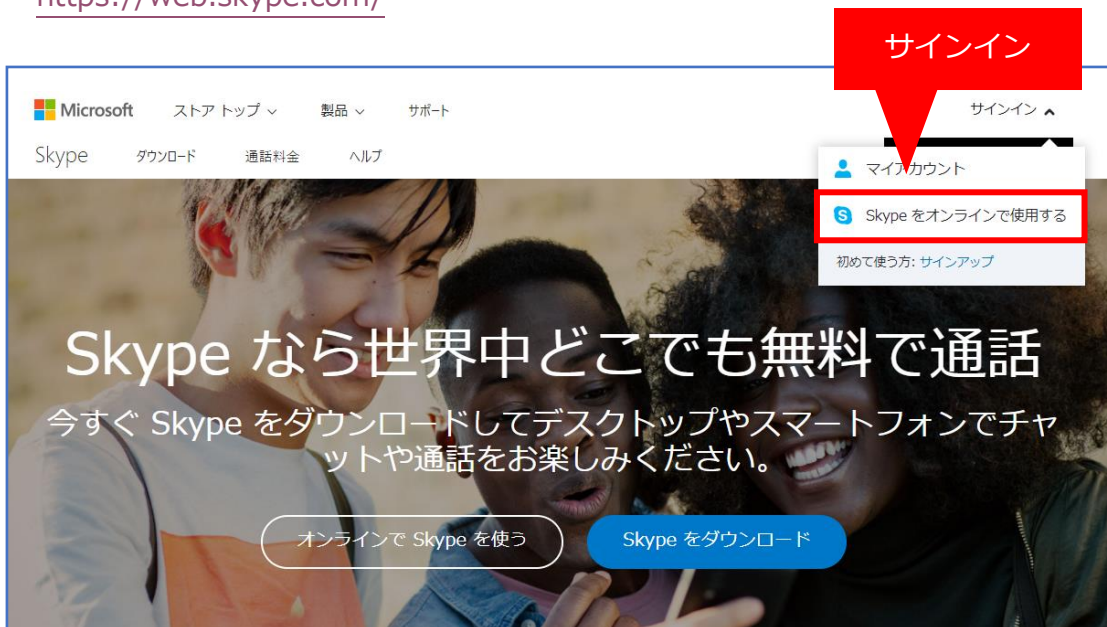 https://web.skype.com/
サインイン
Microsoft ストア トップ 製品 サポート サインイン
Skype ダウンロード 通話料金 ヘルプ
マイアカウント
Skype をオンラインで使用する
初めて使う方: サインアップ
Skype なら世界中どこでも無料で通話
今すぐ Skype をダウンロードしてデスクトップやスマートフォンでチャ
ットや通話をお楽しみください。
オンラインで Skype を使う Skype をダウンロード